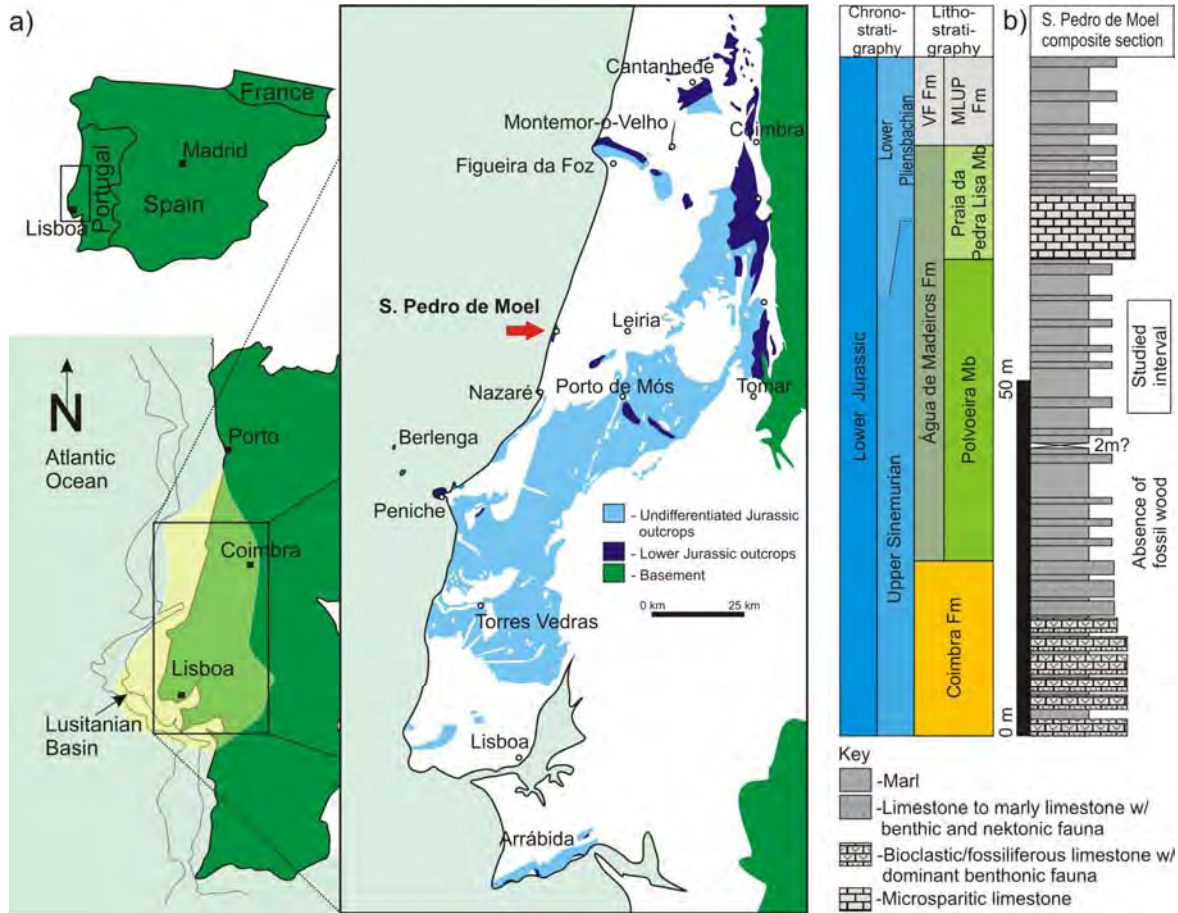 a)
France
Madrid
Portugal
Spain
Lisboa
N
Atlantic
Ocean
Porto
Coimbra
Lisboa
Lusitanian
Basin
Cantanhede
Montemor-o-Velho
Coimbra
Figueira da Foz
S. Pedro de Moel
Leiria
Nazaré
Porto de Mós
Tomar
Berlenga
Peniche
- Undifferentiated Jurassic
outcrops
- Lower Jurassic outcrops
- Basement
0 km 25 km
Torres Vedras
Lisboa
Arrábida
Chrono-
strati-
graphy
Litho-
strati-
graphy
b)
S. Pedro de Moel
composite section
Lower Jurassic
Lower
Pliensbachian
Upper Sinemurian
VF Fm
MLUP
Fm
Água de Madeiros Fm
Praia da
Pedra Lisa Mb
Polvoeira Mb
Coimbra Fm
50 m
0 m
Studied
interval
2m?
Absence of
fossil wood
Key
-Marl
-Limestone to marly limestone w/
benthic and nektonic fauna
-Bioclastic/fossiliferous limestone w/
dominant benthonic fauna
-Microsparitic limestone